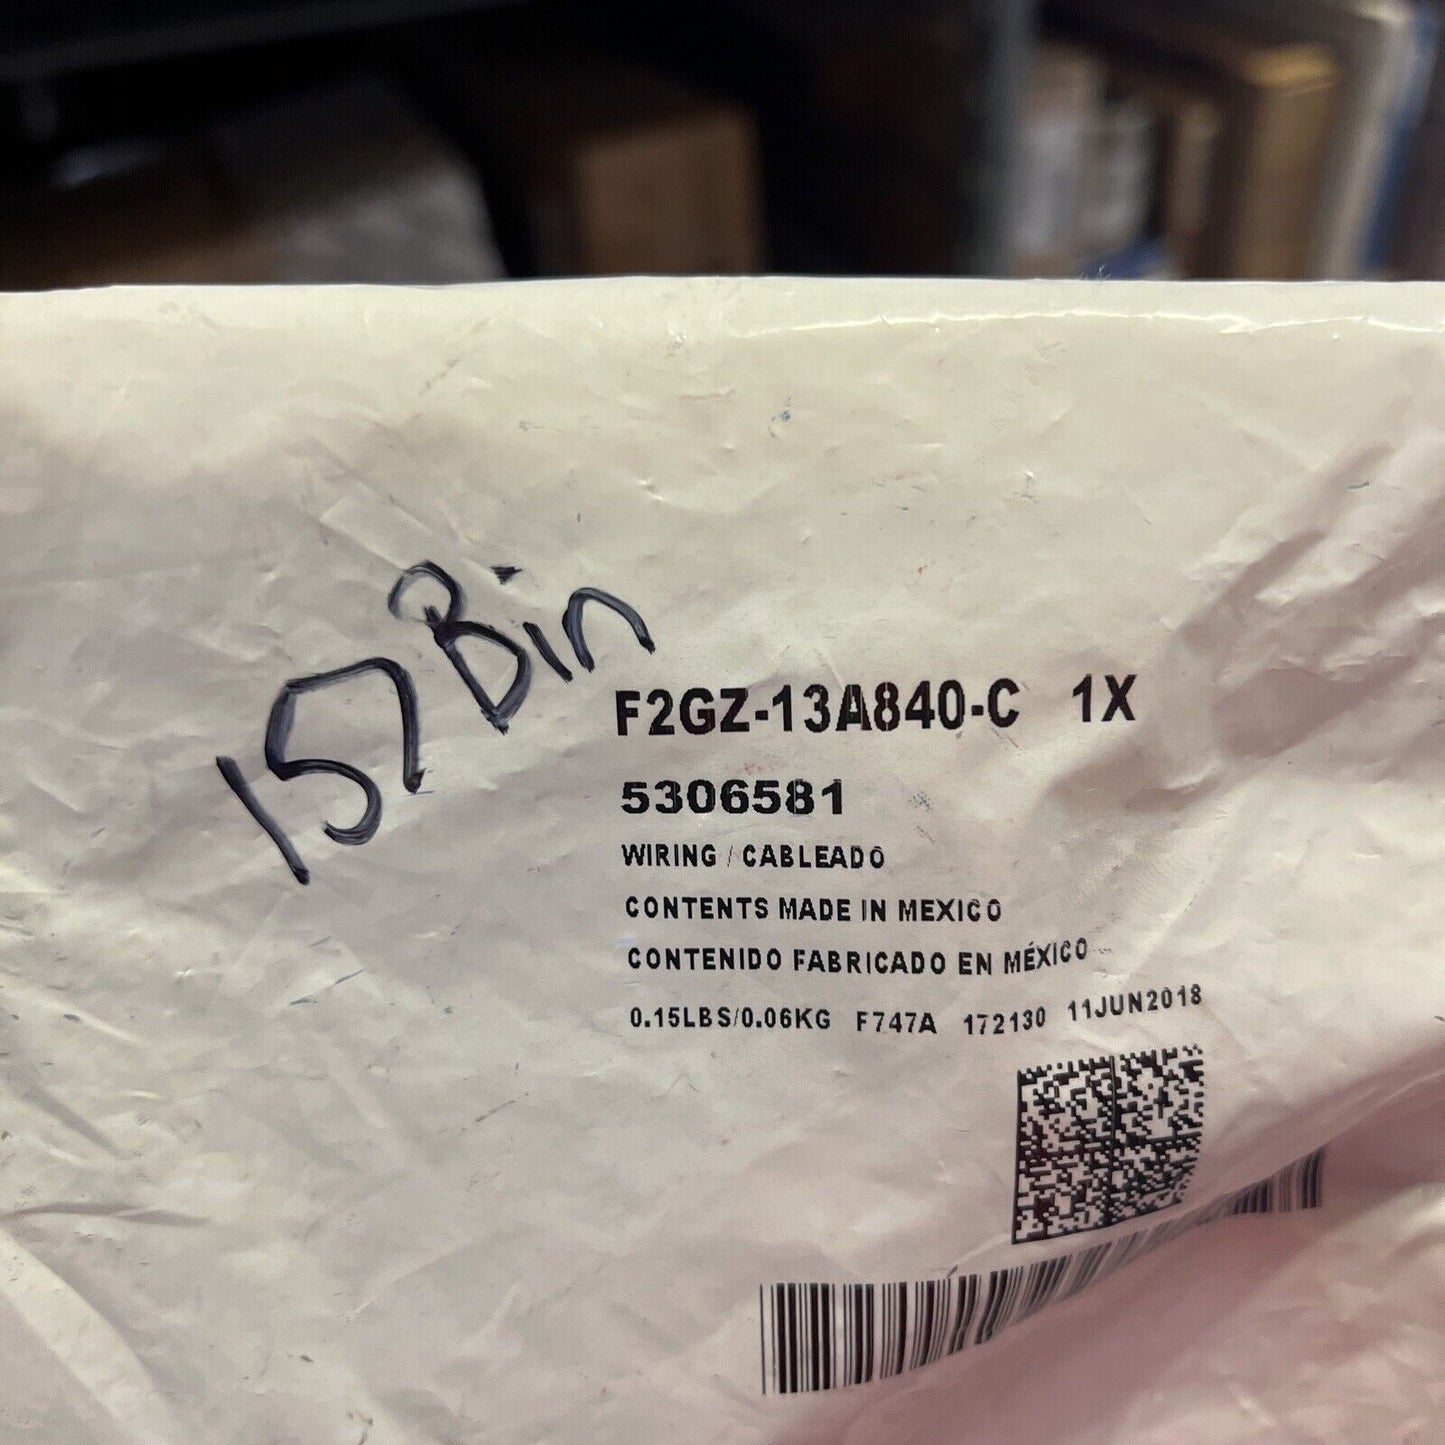 157 Bin
F2GZ-13A840-C 1X
5306581
WIRING / CABLEADO
CONTENTS MADE IN MEXICO
CONTENIDO FABRICADO EN MÉXICO
0.15LBS/0.06KG F747A 172130 11JUN2018